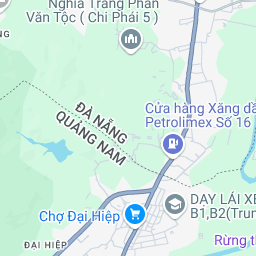 Nghĩa Trang Phan
Văn Tộc ( Chi Phái 5 )
ĐÀ NẴNG
QUẢNG NAM
Cửa hàng Xăng dầ
Petrolimex Số 16
DẠY LÁI XE
B1,B2(Trun
Chợ Đại Hiệp
ĐẠI HIỆP
Rừng th